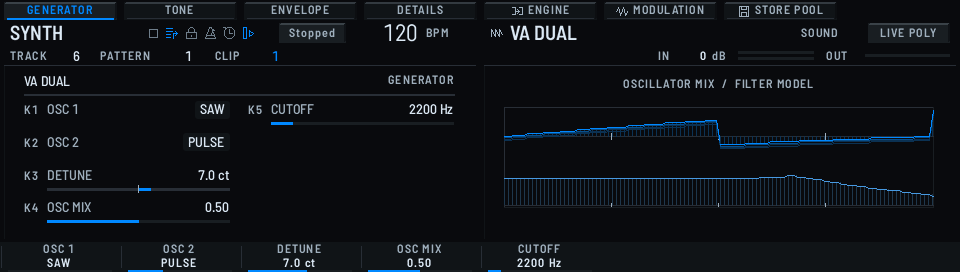 GENERATOR TONE ENVELOPE DETAILS ENGINE MODULATION STORE POOL
SYNTH Stopped 120 BPM VA DUAL SOUND LIVE POLY
TRACK 6 PATTERN 1 CLIP 1 IN 0 dB OUT
VA DUAL GENERATOR
OSCILLATOR MIX / FILTER MODEL
K1 OSC 1 SAW K5 CUTOFF 2200 Hz
K2 OSC 2 PULSE
K3 DETUNE 7.0 ct
K4 OSC MIX 0.50
OSC 1 OSC 2 DETUNE OSC MIX CUTOFF
SAW PULSE 7.0 ct 0.50 2200 Hz